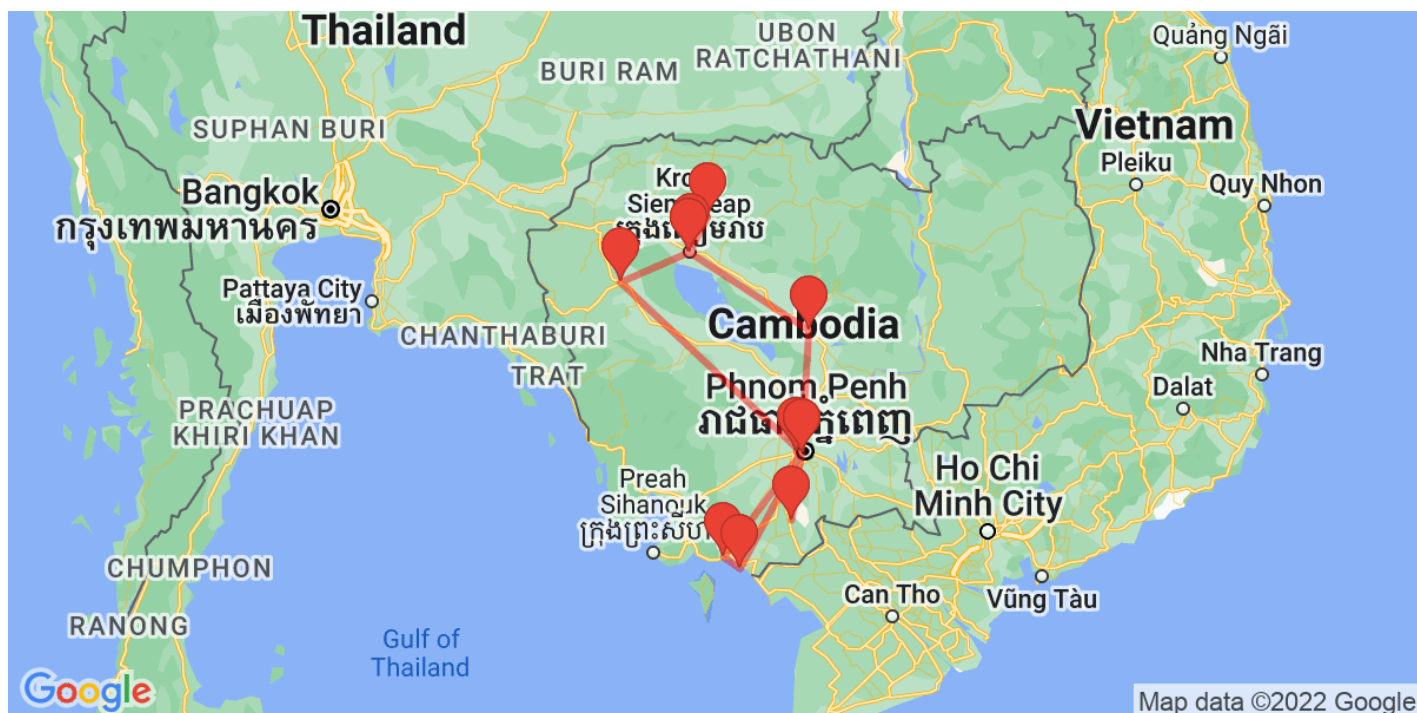 Thailand
UBON
RATCHATHANI
Quảng Ngãi
BURI RAM
SUPHAN BURI
Vietnam
Pleiku
Bangkok
กรุงเทพมหานคร
Quy Nhon
Pattaya City
เมืองพัทยา
CHANTHABURI
Cambodia
TRAT
Nha Trang
Phnom Penh
Dalat
PRACHUAP
KHIRI KHAN
Ho Chi
Minh City
Preah
Sihanouk
CHUMPHON
Can Tho
Vũng Tàu
RANONG
Gulf of
Thailand
Google
Map data ©2022 Google